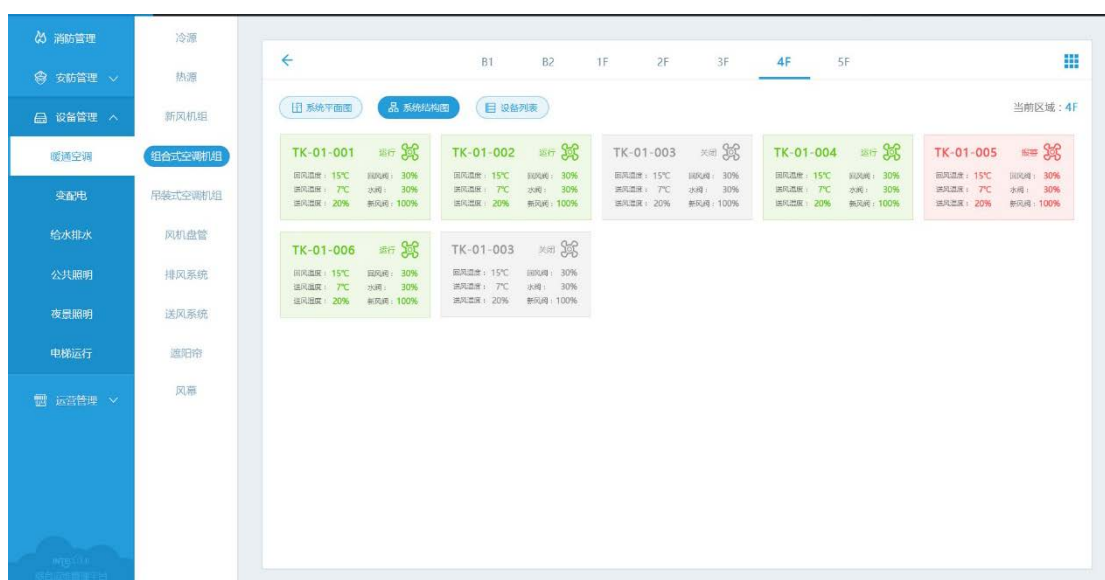 消防管理
安防管理
设备管理
暖通空调
变配电
给水排水
公共照明
夜景照明
电梯运行
运营管理
冷源
热源
新风机组
组合式空调机组
吊装式空调机组
风机盘管
排风系统
送风系统
遮阳帘
风幕
B1 B2 1F 2F 3F 4F 5F
系统平面图 系统结构图 设备列表 当前区域：4F
TK-01-001 运行
回风温度：15℃ 回风阀：30%
送风温度：7℃ 水阀：30%
送风湿度：20% 新风阀：100%
TK-01-002 运行
回风温度：15℃ 回风阀：30%
送风温度：7℃ 水阀：30%
送风湿度：20% 新风阀：100%
TK-01-003 关闭
回风温度：15℃ 回风阀：30%
送风温度：7℃ 水阀：30%
送风湿度：20% 新风阀：100%
TK-01-004 运行
回风温度：15℃ 回风阀：30%
送风温度：7℃ 水阀：30%
送风湿度：20% 新风阀：100%
TK-01-005 报警
回风温度：15℃ 回风阀：30%
送风温度：7℃ 水阀：30%
送风湿度：20% 新风阀：100%
TK-01-006 运行
回风温度：15℃ 回风阀：30%
送风温度：7℃ 水阀：30%
送风湿度：20% 新风阀：100%
TK-01-003 关闭
回风温度：15℃ 回风阀：30%
送风温度：7℃ 水阀：30%
送风湿度：20% 新风阀：100%